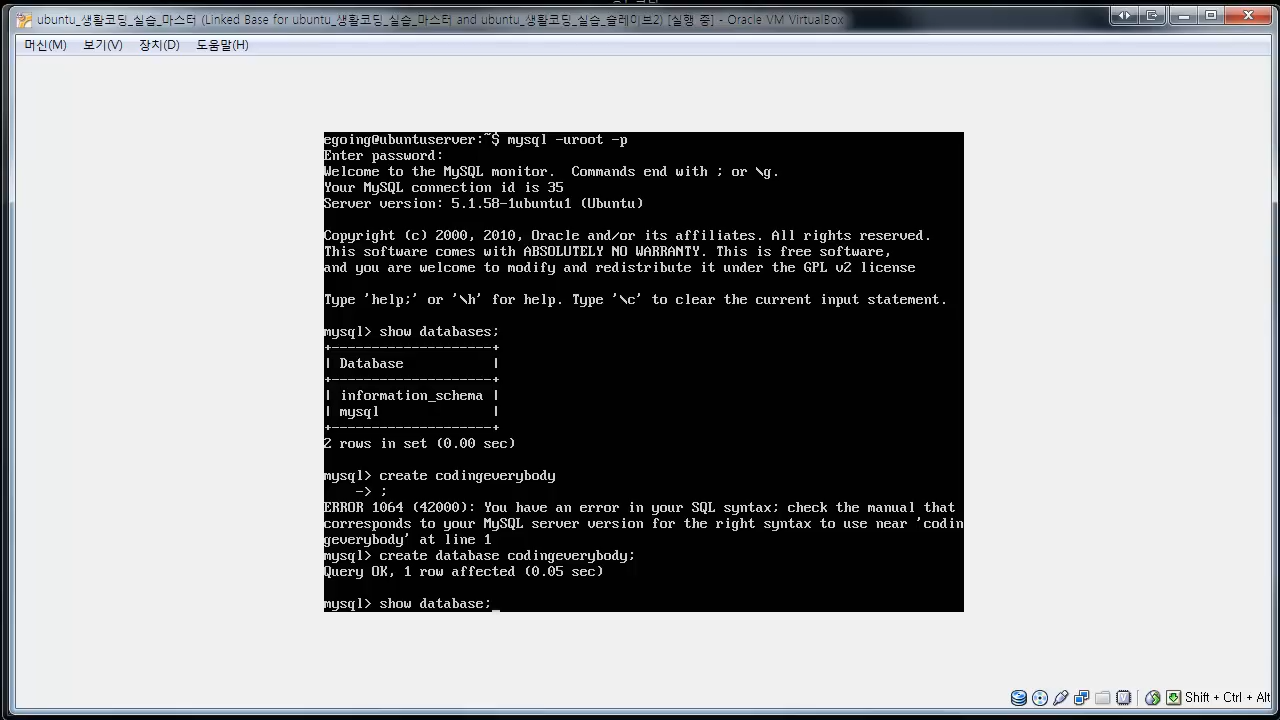 ubuntu_생활코딩_실습_마스터 (Linked Base for ubuntu_생활코딩_실습_마스터 and ubuntu_생활코딩_실습_슬레이브2) [실행 중] - Oracle VM VirtualBox
머신(M) 보기(V) 장치(D) 도움말(H)
egoing@ubuntuserver:~$ mysql -uroot -p
Enter password:
Welcome to the MySQL monitor.  Commands end with ; or \g.
Your MySQL connection id is 35
Server version: 5.1.58-1ubuntu1 (Ubuntu)
Copyright (c) 2000, 2010, Oracle and/or its affiliates. All rights reserved.
This software comes with ABSOLUTELY NO WARRANTY. This is free software,
and you are welcome to modify and redistribute it under the GPL v2 license
Type 'help;' or '\h' for help. Type '\c' to clear the current input statement.
mysql> show databases;
+--------------------+
| Database           |
+--------------------+
| information_schema |
| mysql              |
+--------------------+
2 rows in set (0.00 sec)
mysql> create codingeverybody
    -> ;
ERROR 1064 (42000): You have an error in your SQL syntax; check the manual that
corresponds to your MySQL server version for the right syntax to use near 'codin
geverybody' at line 1
mysql> create database codingeverybody;
Query OK, 1 row affected (0.05 sec)
mysql> show database;_
Shift + Ctrl + Alt